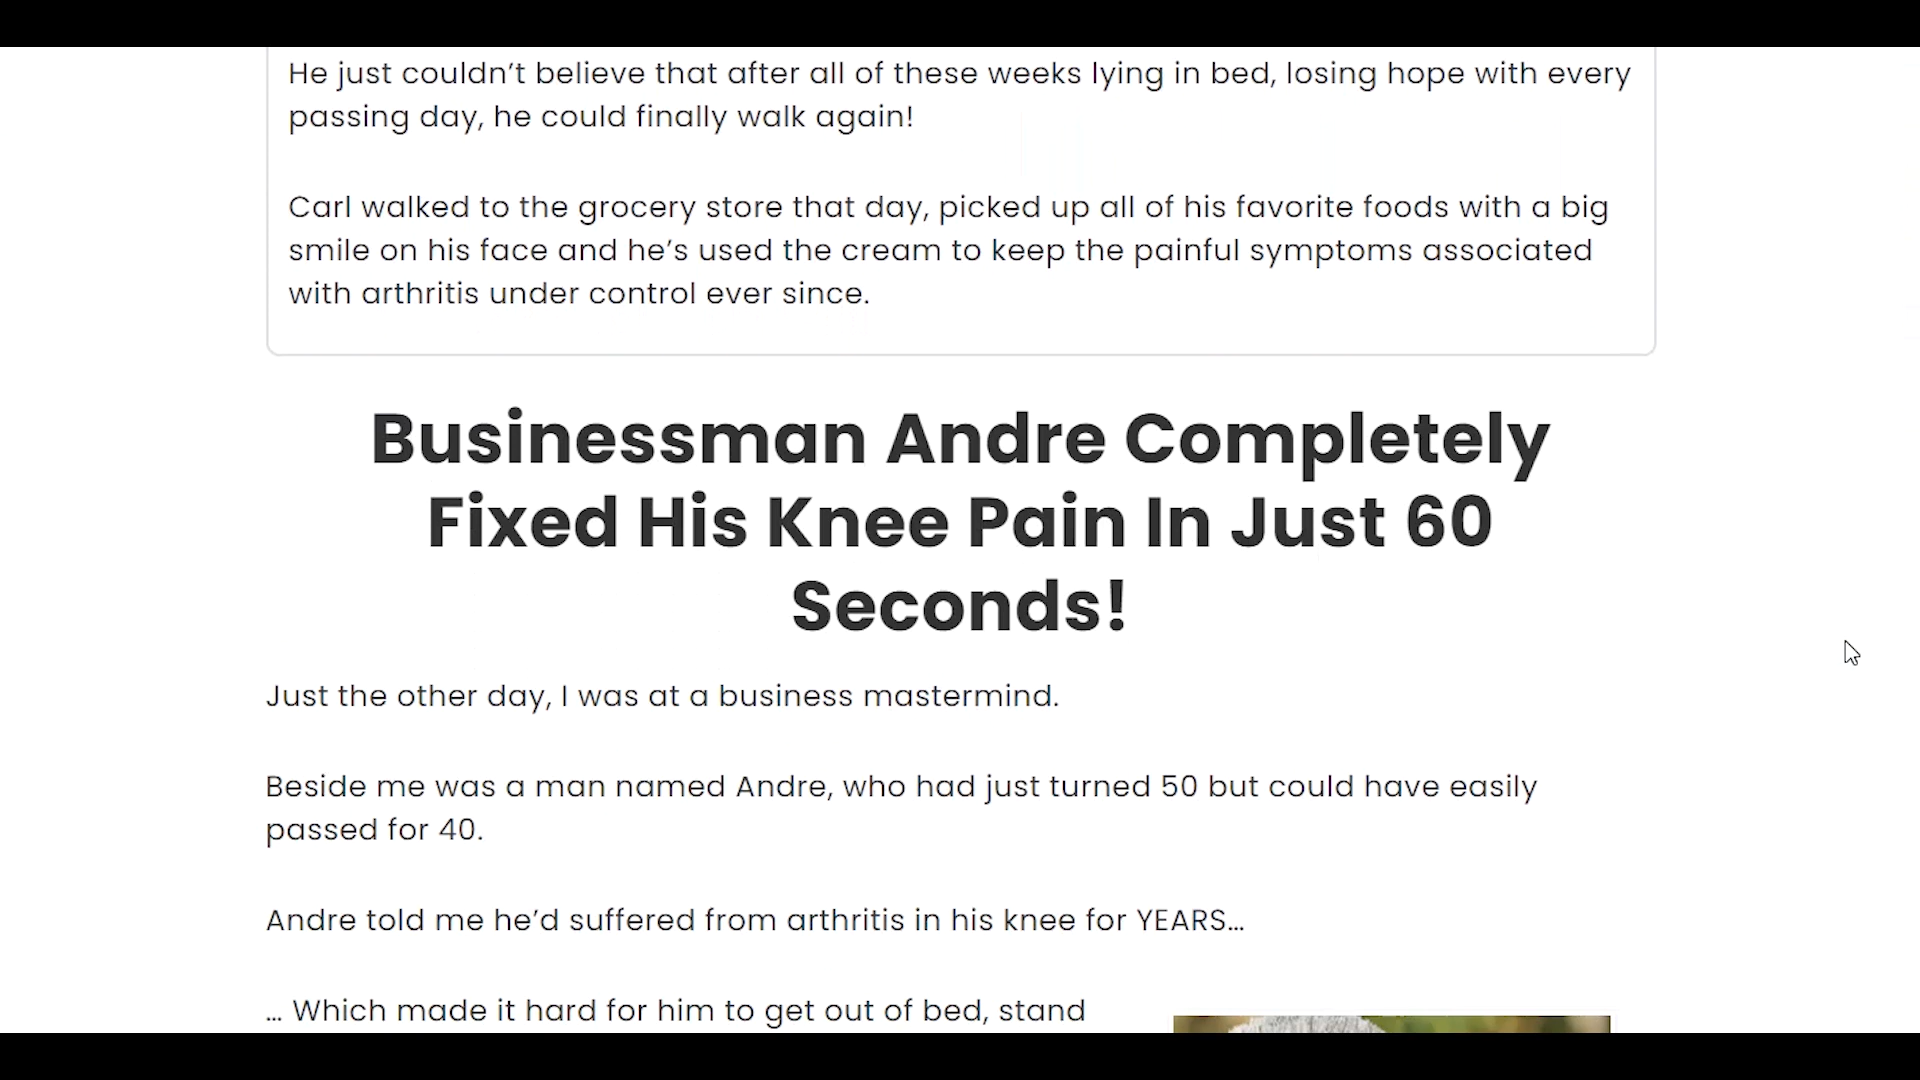 He just couldn’t believe that after all of these weeks lying in bed, losing hope with every
passing day, he could finally walk again!
Carl walked to the grocery store that day, picked up all of his favorite foods with a big
smile on his face and he’s used the cream to keep the painful symptoms associated
with arthritis under control ever since.
Businessman Andre Completely
Fixed His Knee Pain In Just 60
Seconds!
Just the other day, I was at a business mastermind.
Beside me was a man named Andre, who had just turned 50 but could have easily
passed for 40.
Andre told me he’d suffered from arthritis in his knee for YEARS…
… Which made it hard for him to get out of bed, stand